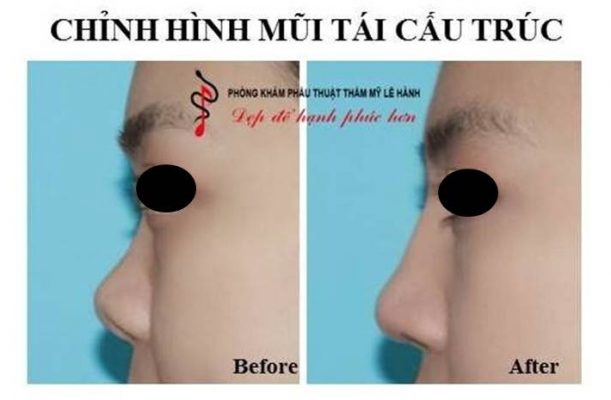 CHỈNH HÌNH MŨI TÁI CẤU TRÚC
PHÒNG KHÁM PHẪU THUẬT THẨM MỸ LÊ HÀNH
Đẹp để hạnh phúc hơn
Before
After